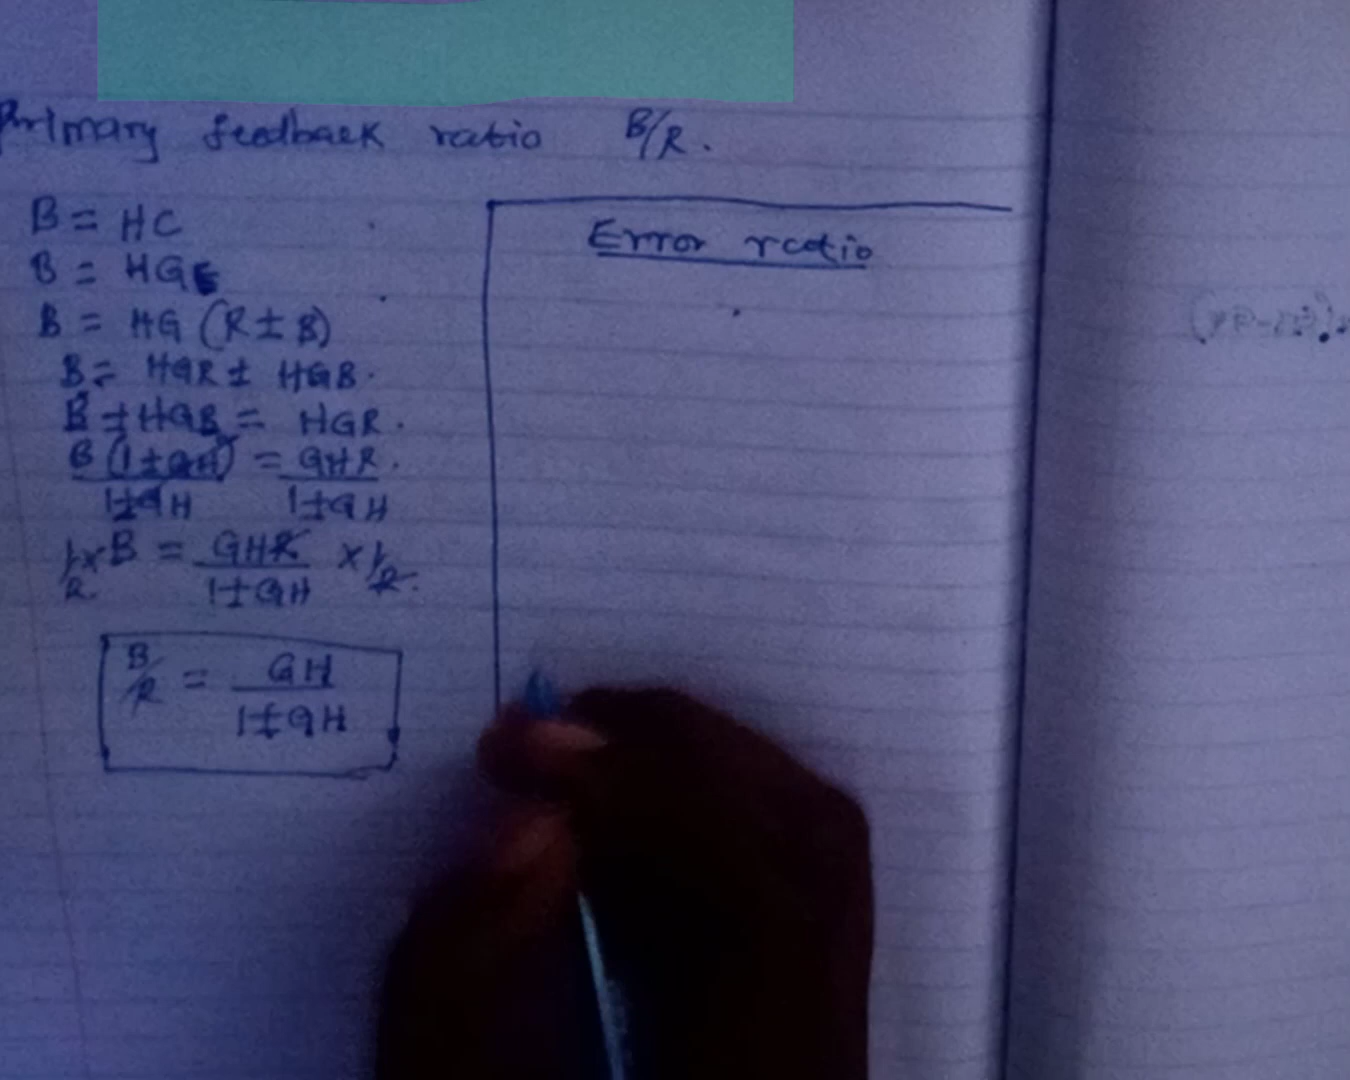 Primary feedback ratio B/R.
B = HC
B = HGE
B = HG (R ± B)
B = HGR ± HGB.
B ∓ HGB = HGR.
B (1 ± GH) = GHR.
1±GH 1±GH
1/R × B = GHR × 1/R.
1±GH
B/R = GH
1±GH
Error ratio